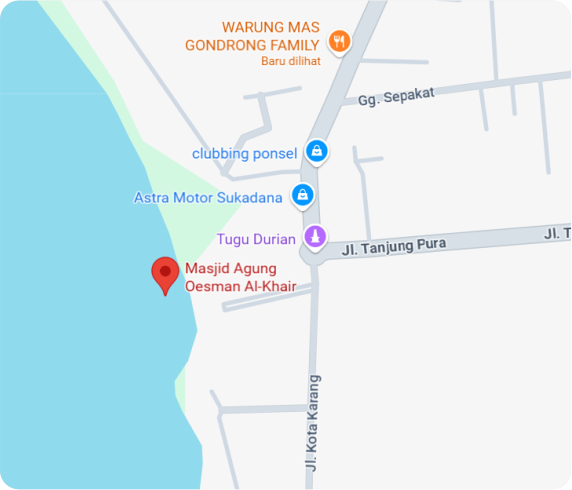 WARUNG MAS
GONDRONG FAMILY
Baru dilihat
Gg. Sepakat
clubbing ponsel
Astra Motor Sukadana
Tugu Durian
Jl. Tanjung Pura
Jl. T
Masjid Agung
Oesman Al-Khair
Jl. Kota Karang